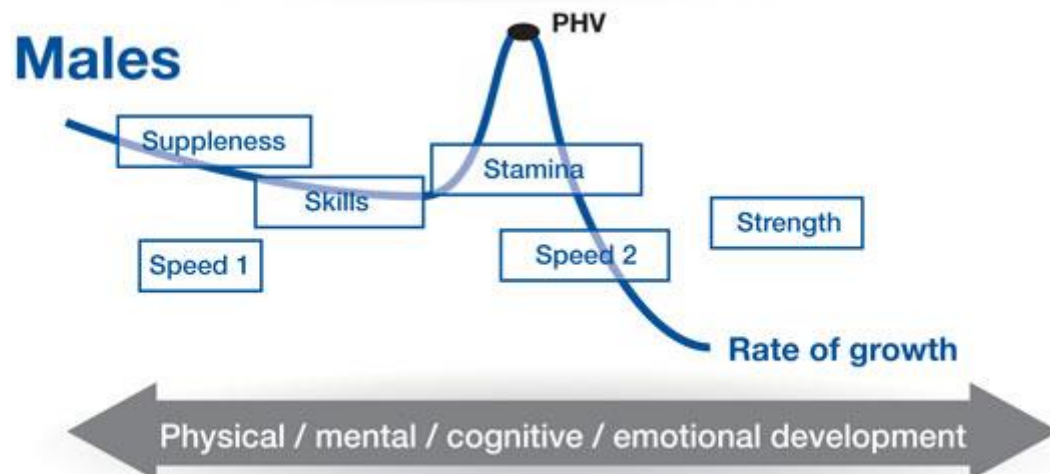 PHV
Males
Suppleness
Stamina
Skills
Strength
Speed 1
Speed 2
Rate of growth
Physical / mental / cognitive / emotional development